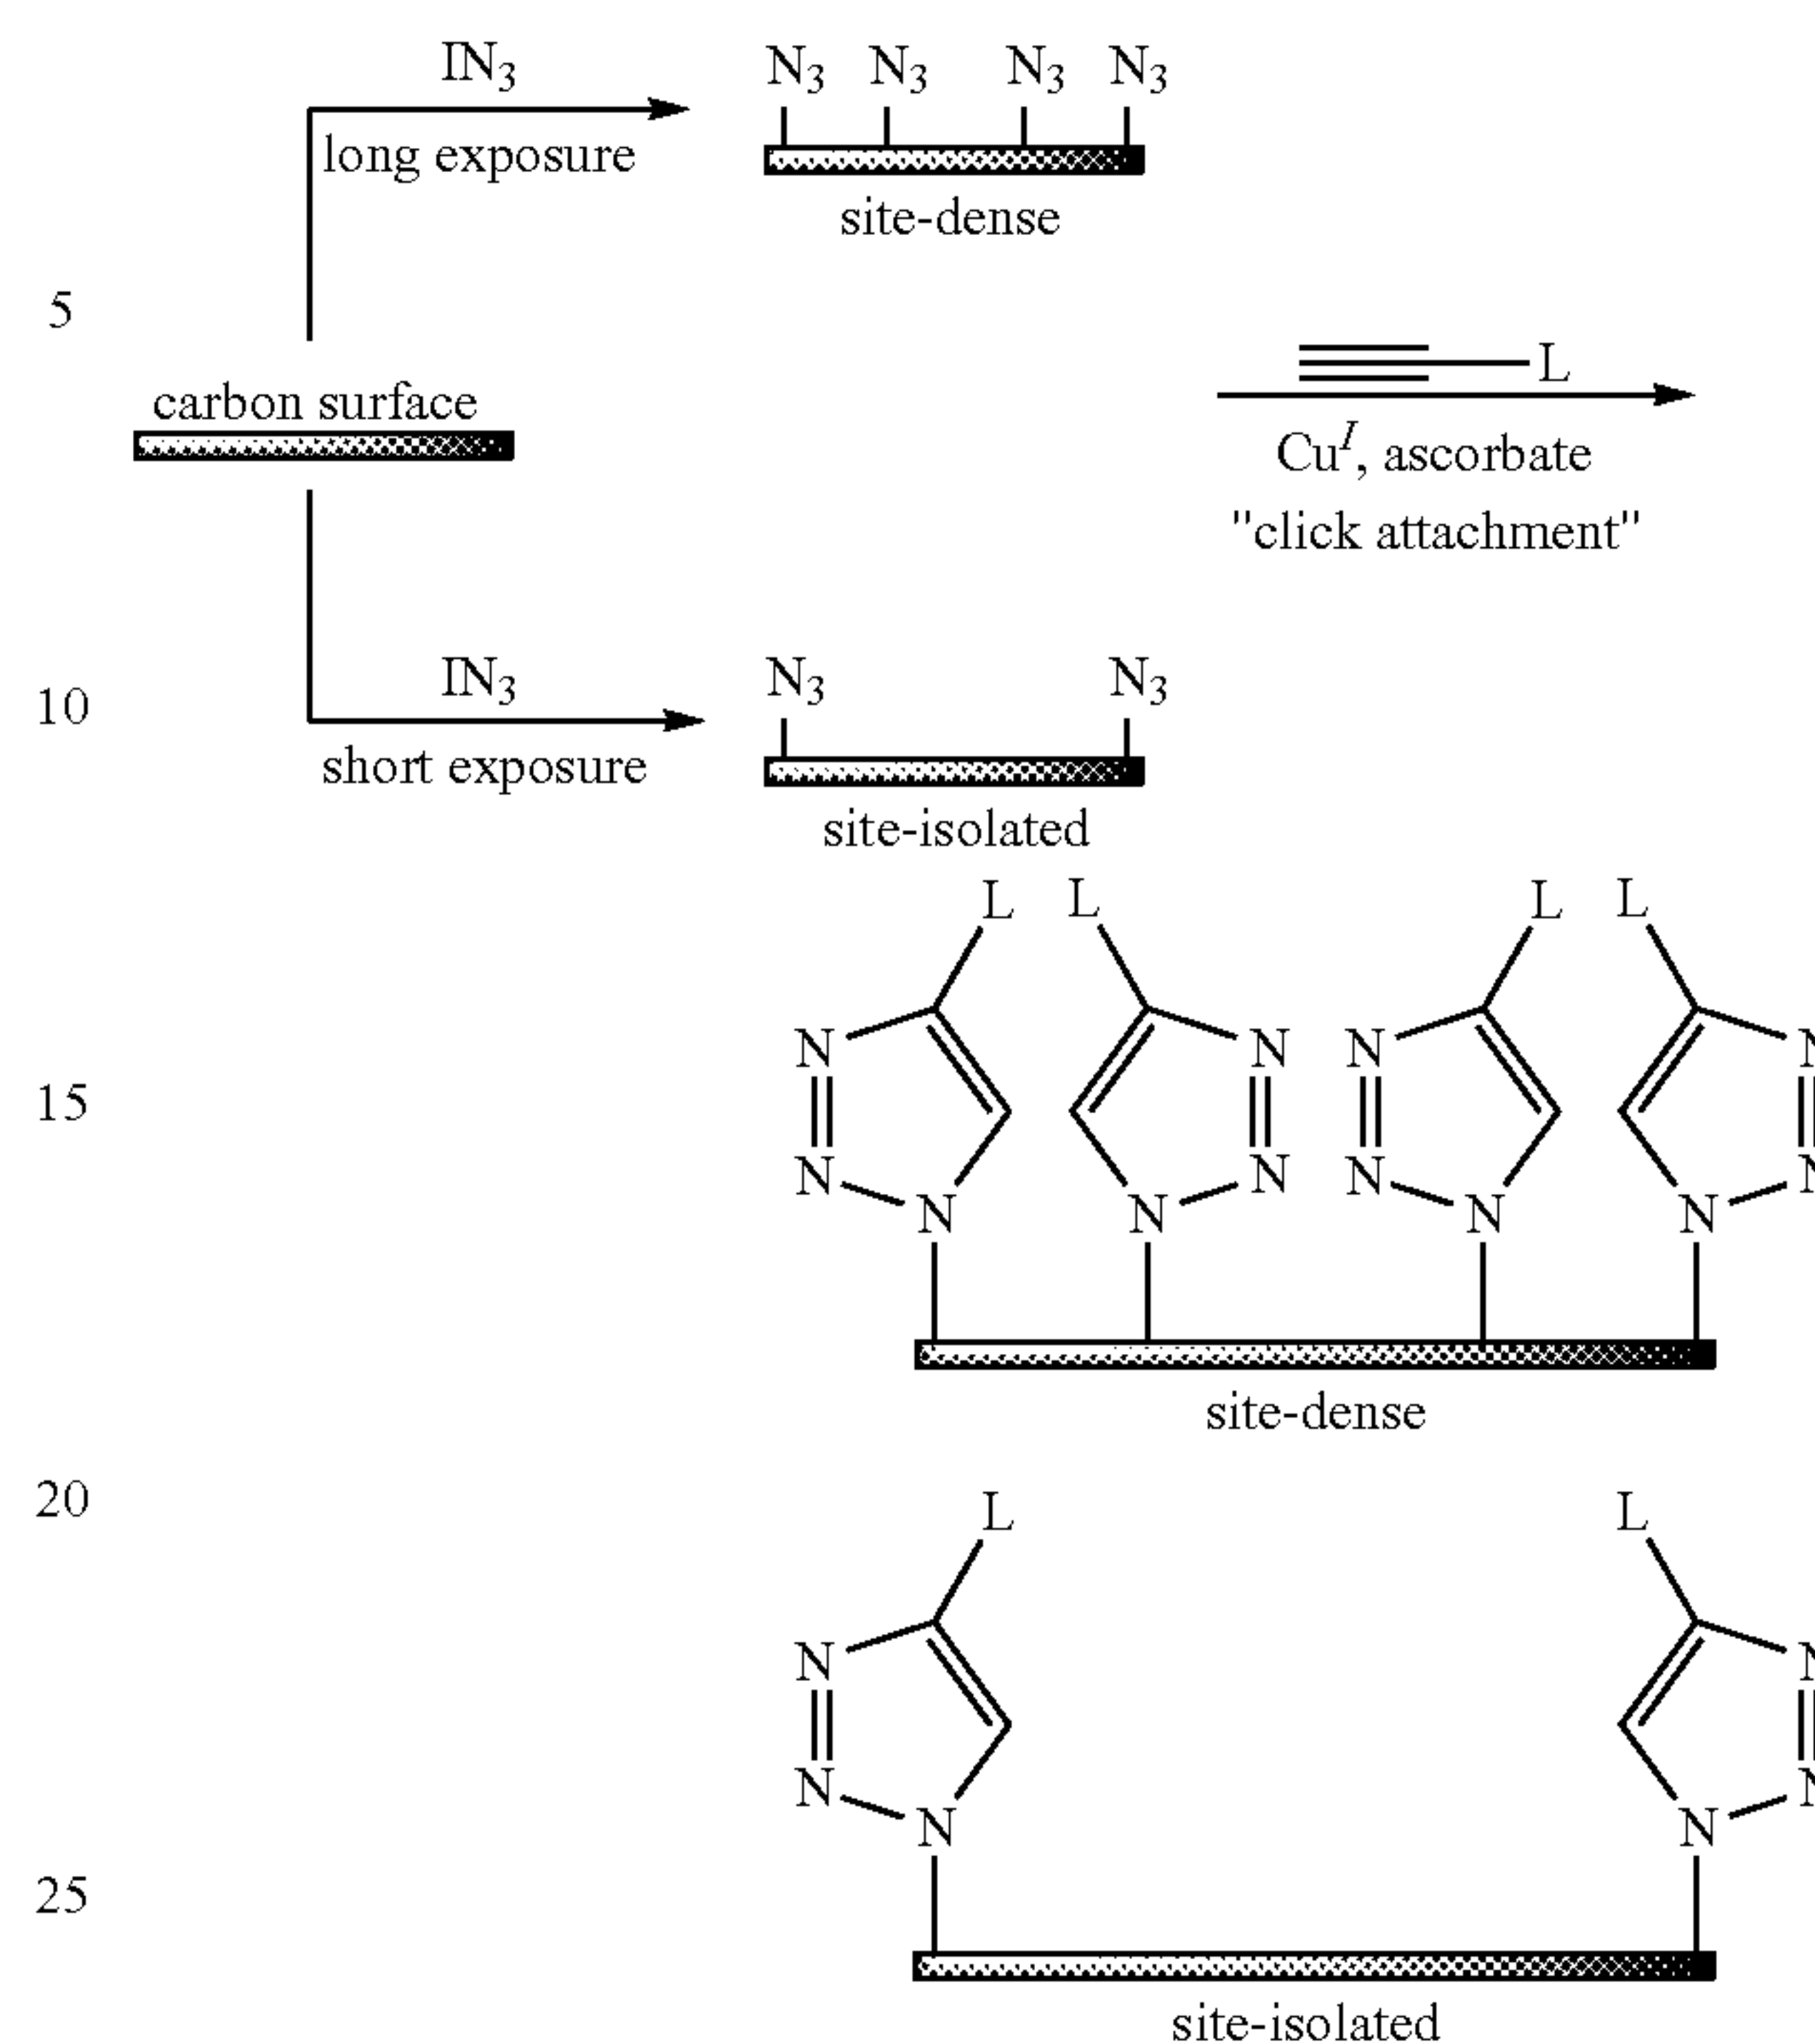 IN3
long exposure
N3 N3 N3 N3
site-dense
5
carbon surface
L
CuI, ascorbate
"click attachment"
10
IN3
short exposure
N3 N3
site-isolated
L L L L
N N N N
15
N N N N
N N N N
site-dense
20
L L
N N
N N
N N
25
site-isolated